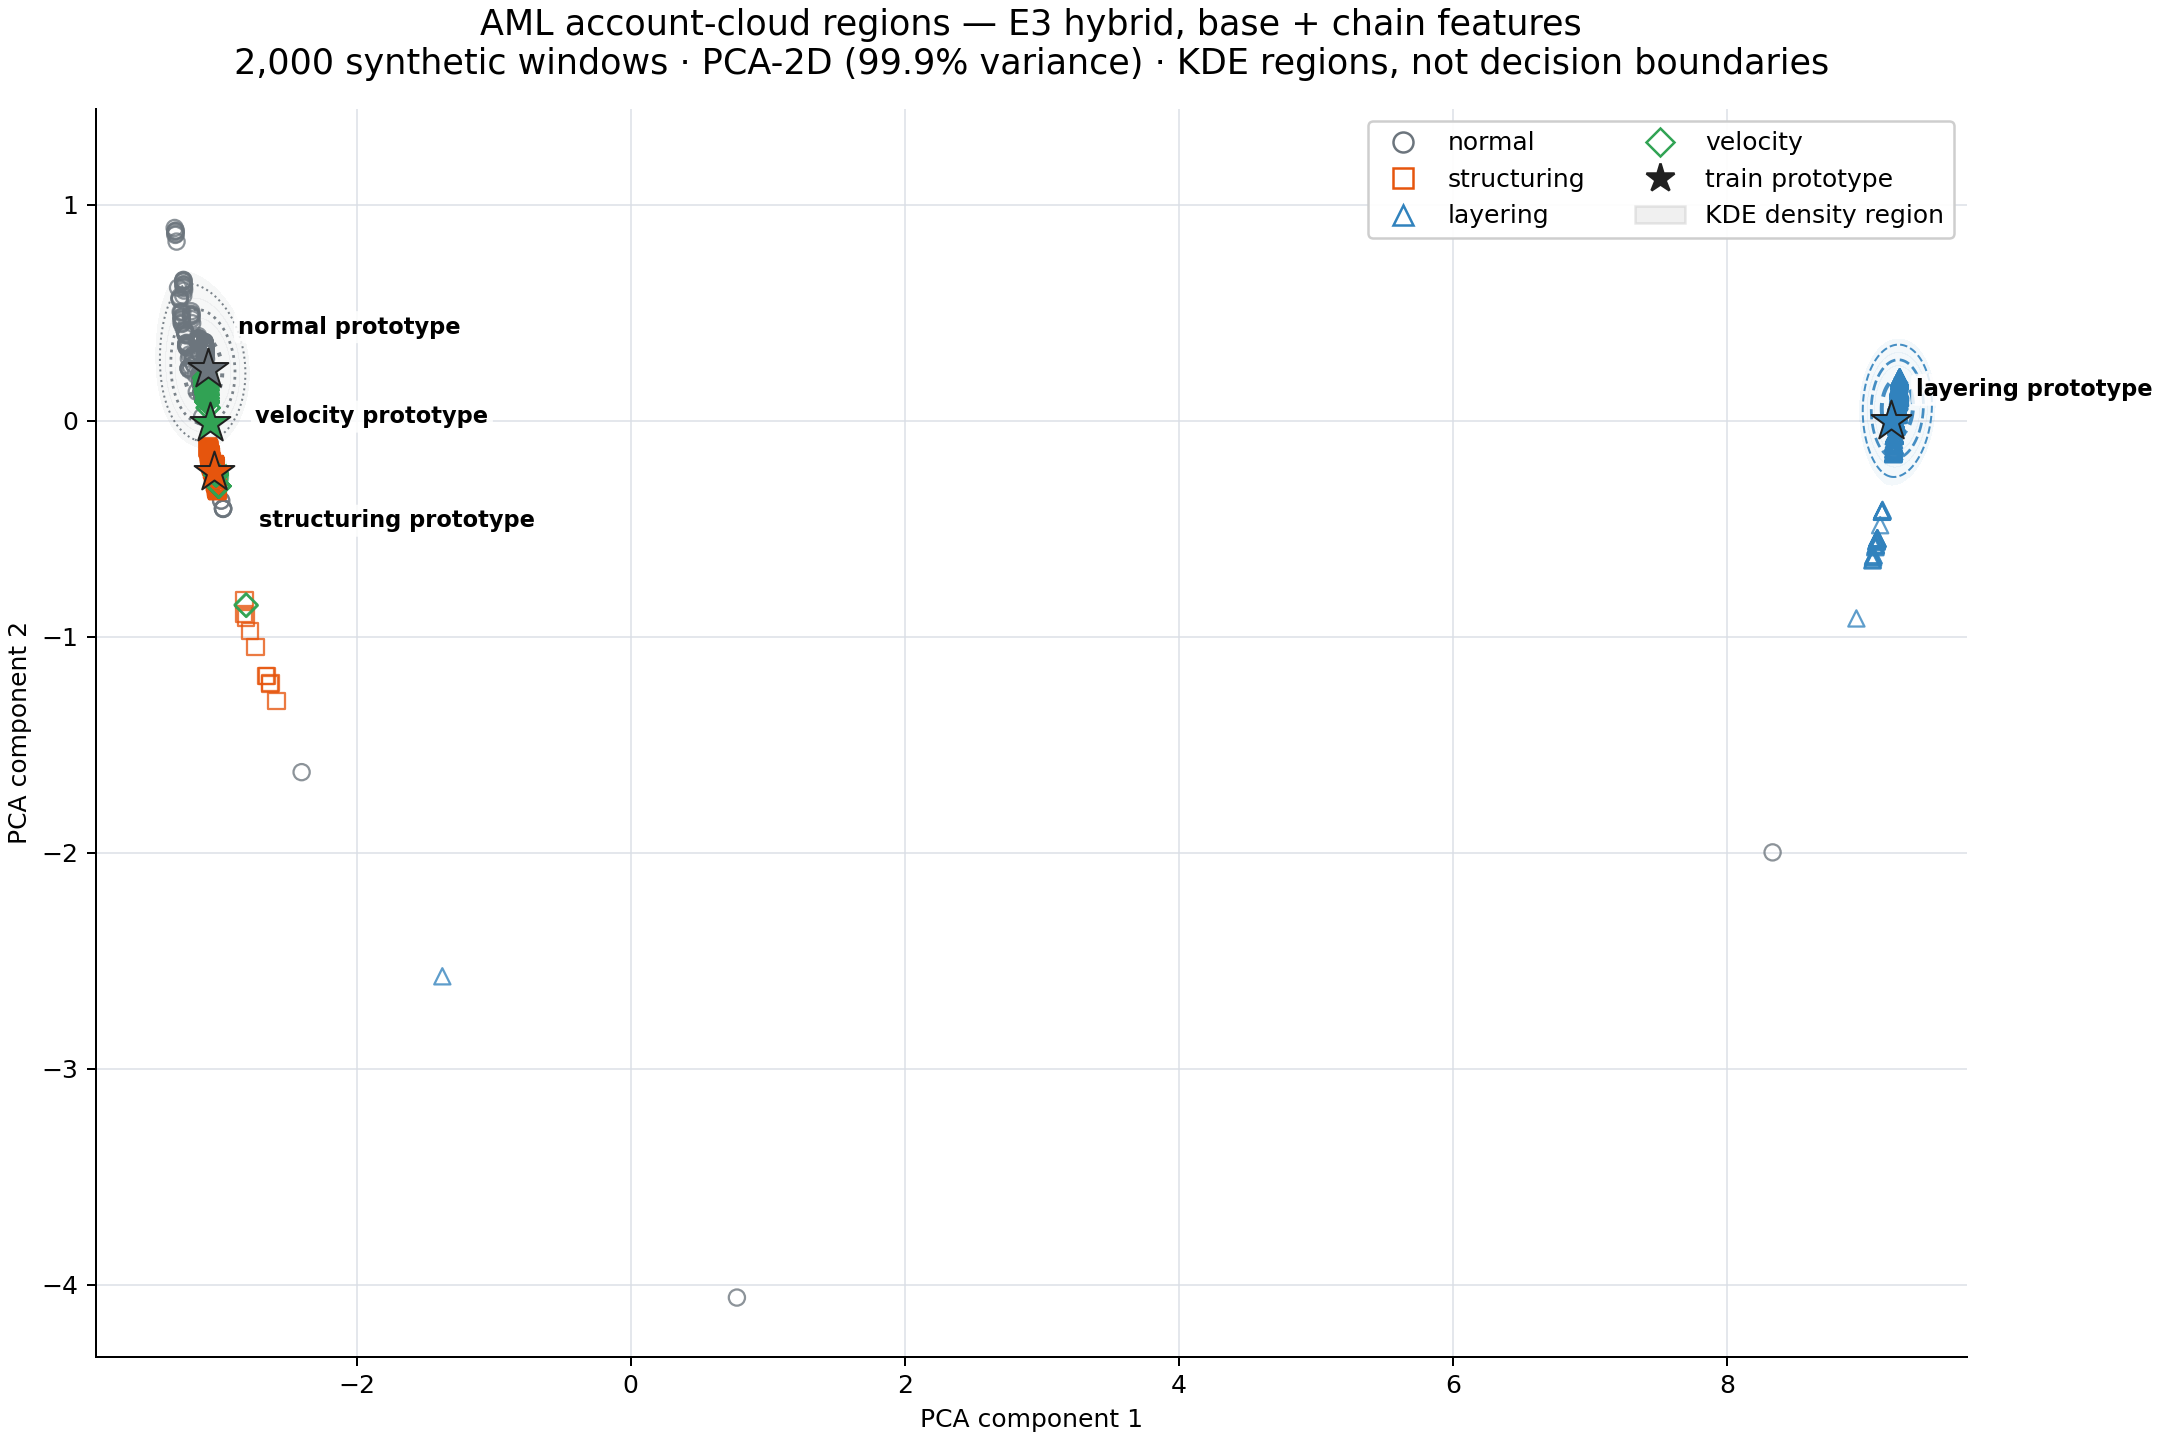 AML account-cloud regions — E3 hybrid, base + chain features
2,000 synthetic windows · PCA-2D (99.9% variance) · KDE regions, not decision boundaries
normal
structuring
layering
velocity
train prototype
KDE density region
normal prototype
velocity prototype
structuring prototype
layering prototype
PCA component 2
1
0
−1
−2
−3
−4
−2
0
2
4
6
8
PCA component 1